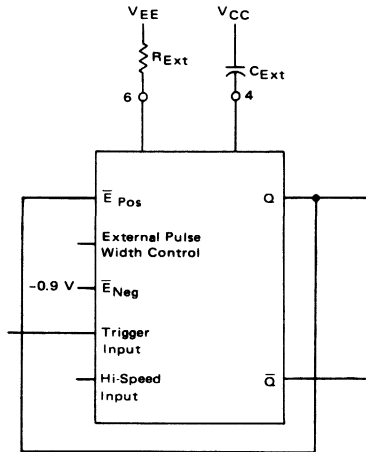 VEE
VCC
RExt
CExt
6
4
E̅ Pos
Q
External Pulse
Width Control
-0.9 V
E̅Neg
Trigger
Input
Hi-Speed
Input
Q̅